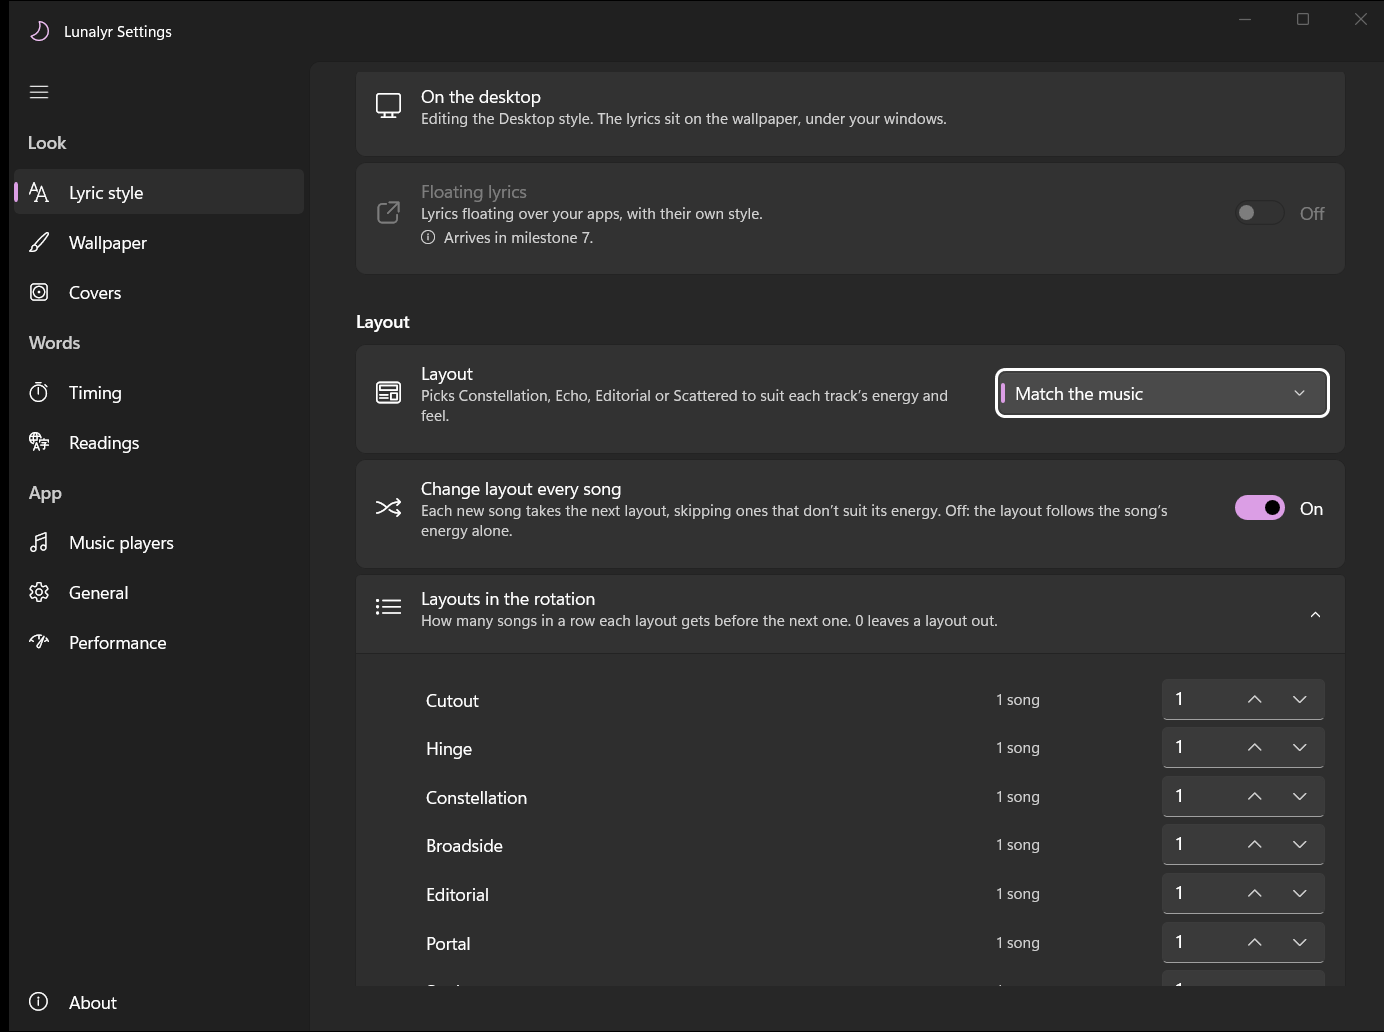 Lunalyr Settings
Look
Lyric style
Wallpaper
Covers
Words
Timing
Readings
App
Music players
General
Performance
About
On the desktop
Editing the Desktop style. The lyrics sit on the wallpaper, under your windows.
Floating lyrics
Lyrics floating over your apps, with their own style.
Arrives in milestone 7.
Off
Layout
Layout
Picks Constellation, Echo, Editorial or Scattered to suit each track’s energy and
feel.
Match the music
Change layout every song
Each new song takes the next layout, skipping ones that don’t suit its energy. Off: the layout follows the song’s
energy alone.
On
Layouts in the rotation
How many songs in a row each layout gets before the next one. 0 leaves a layout out.
Cutout 1 song 1
Hinge 1 song 1
Constellation 1 song 1
Broadside 1 song 1
Editorial 1 song 1
Portal 1 song 1